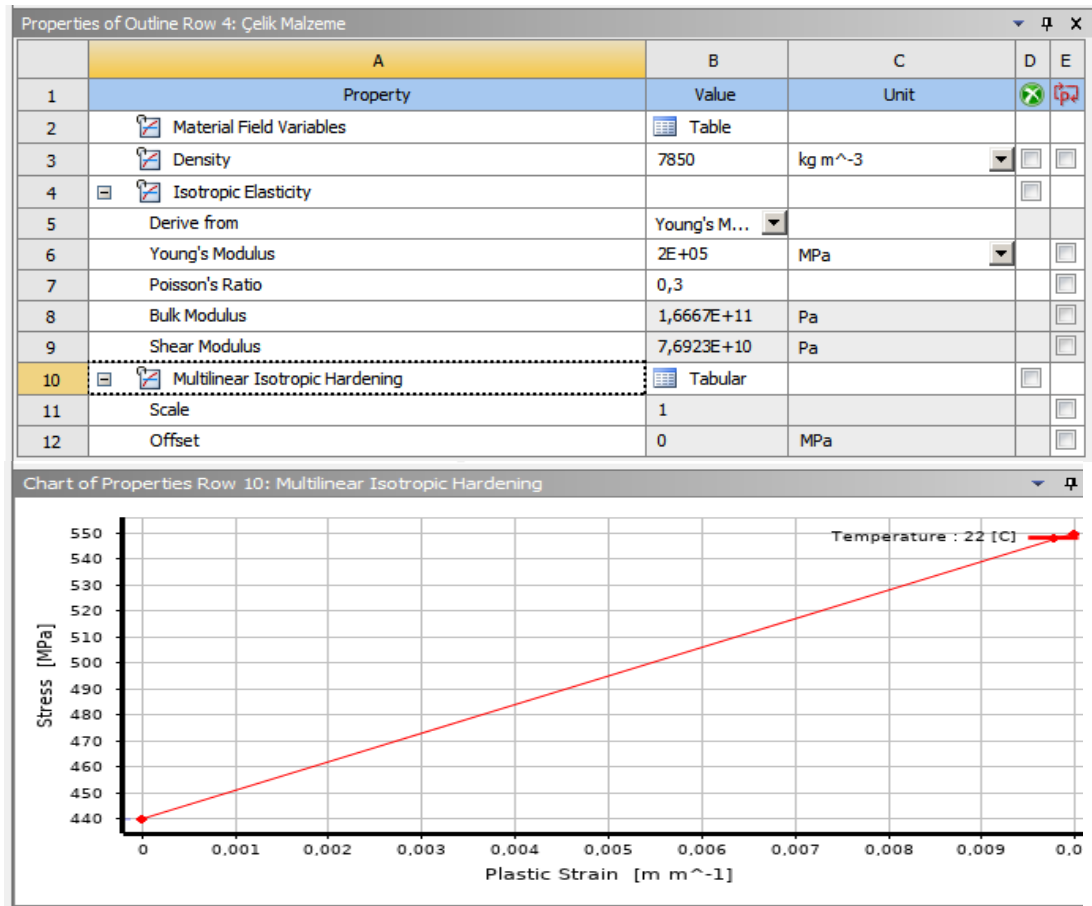 Properties of Outline Row 4: Çelik Malzeme
A B C D E
1 Property Value Unit
2 Material Field Variables Table
3 Density 7850 kg m^-3
4 Isotropic Elasticity
5 Derive from Young's M...
6 Young's Modulus 2E+05 MPa
7 Poisson's Ratio 0,3
8 Bulk Modulus 1,6667E+11 Pa
9 Shear Modulus 7,6923E+10 Pa
10 Multilinear Isotropic Hardening Tabular
11 Scale 1
12 Offset 0 MPa
Chart of Properties Row 10: Multilinear Isotropic Hardening
Temperature : 22 [C]
550
540
530
520
510
500
490
480
470
460
450
440
Stress [MPa]
0 0,001 0,002 0,003 0,004 0,005 0,006 0,007 0,008 0,009 0,0
Plastic Strain [m m^-1]